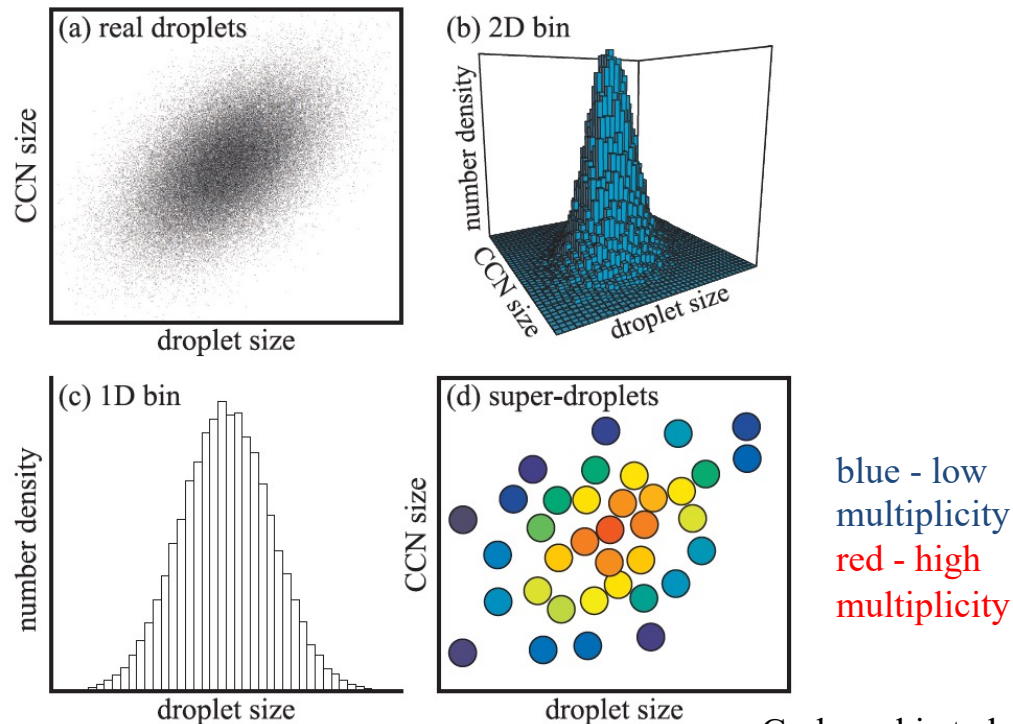 (a) real droplets
CCN size
droplet size
(b) 2D bin
number density
CCN size
droplet size
(c) 1D bin
number density
droplet size
(d) super-droplets
CCN size
droplet size
blue - low
multiplicity
red - high
multiplicity